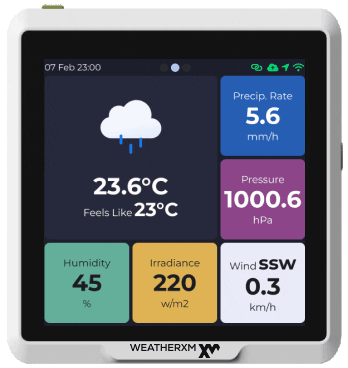 07 Feb 23:00
23.6°C
Feels Like 23°C
Precip. Rate
5.6
mm/h
Pressure
1000.6
hPa
Humidity
45
%
Irradiance
220
w/m2
Wind SSW
0.3
km/h
WEATHERXM